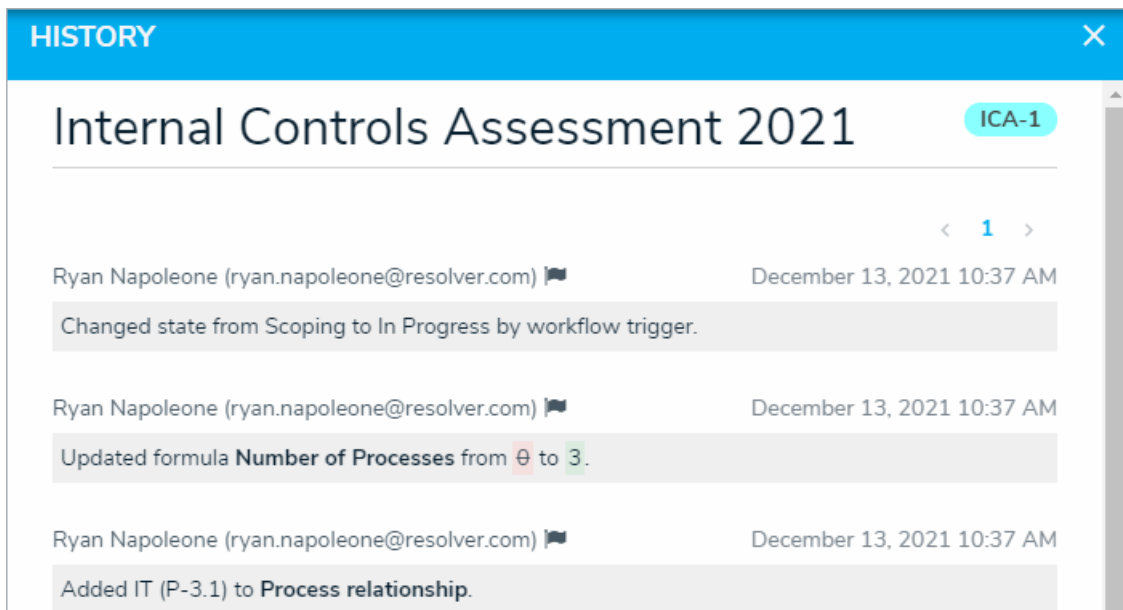 HISTORY
Internal Controls Assessment 2021 ICA-1
1
Ryan Napoleone (ryan.napoleone@resolver.com) December 13, 2021 10:37 AM
Changed state from Scoping to In Progress by workflow trigger.
Ryan Napoleone (ryan.napoleone@resolver.com) December 13, 2021 10:37 AM
Updated formula Number of Processes from 0 to 3.
Ryan Napoleone (ryan.napoleone@resolver.com) December 13, 2021 10:37 AM
Added IT (P-3.1) to Process relationship.